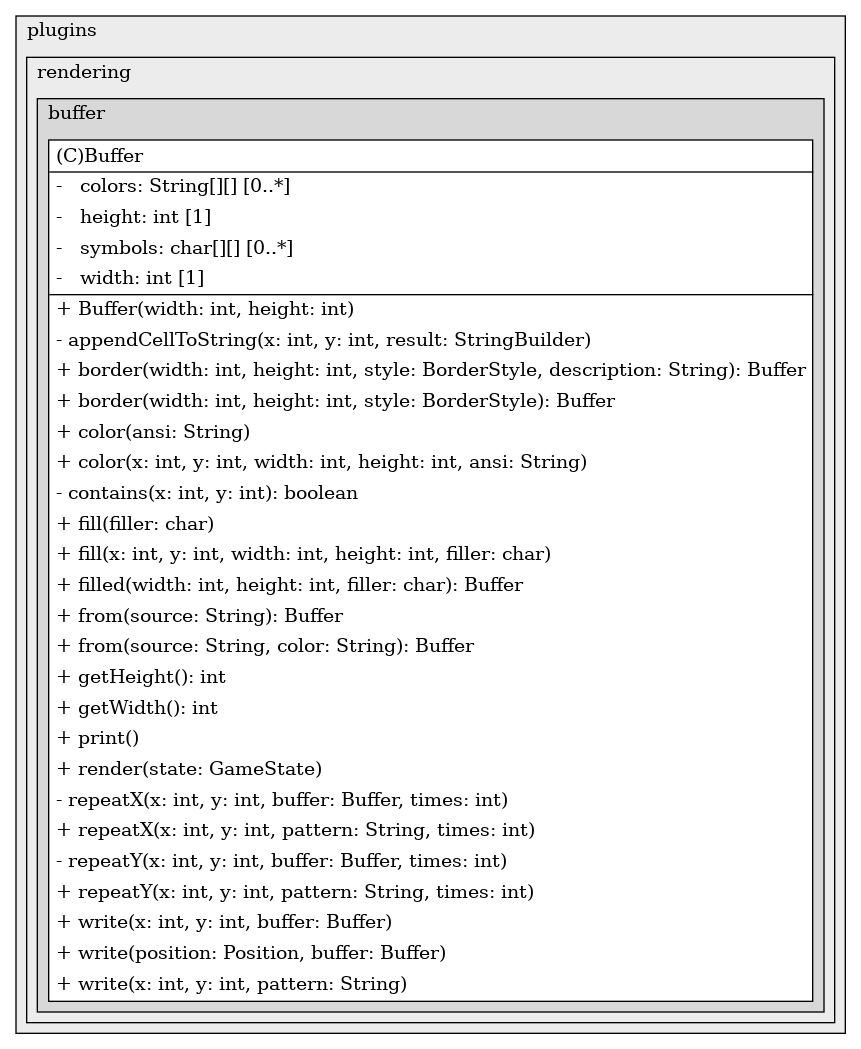 plugins
rendering
buffer
(C)Buffer
-   colors: String[][] [0..*]
-   height: int [1]
-   symbols: char[][] [0..*]
-   width: int [1]
+ Buffer(width: int, height: int)
- appendCellToString(x: int, y: int, result: StringBuilder)
+ border(width: int, height: int, style: BorderStyle, description: String): Buffer
+ border(width: int, height: int, style: BorderStyle): Buffer
+ color(ansi: String)
+ color(x: int, y: int, width: int, height: int, ansi: String)
- contains(x: int, y: int): boolean
+ fill(filler: char)
+ fill(x: int, y: int, width: int, height: int, filler: char)
+ filled(width: int, height: int, filler: char): Buffer
+ from(source: String): Buffer
+ from(source: String, color: String): Buffer
+ getHeight(): int
+ getWidth(): int
+ print()
+ render(state: GameState)
- repeatX(x: int, y: int, buffer: Buffer, times: int)
+ repeatX(x: int, y: int, pattern: String, times: int)
- repeatY(x: int, y: int, buffer: Buffer, times: int)
+ repeatY(x: int, y: int, pattern: String, times: int)
+ write(x: int, y: int, buffer: Buffer)
+ write(position: Position, buffer: Buffer)
+ write(x: int, y: int, pattern: String)